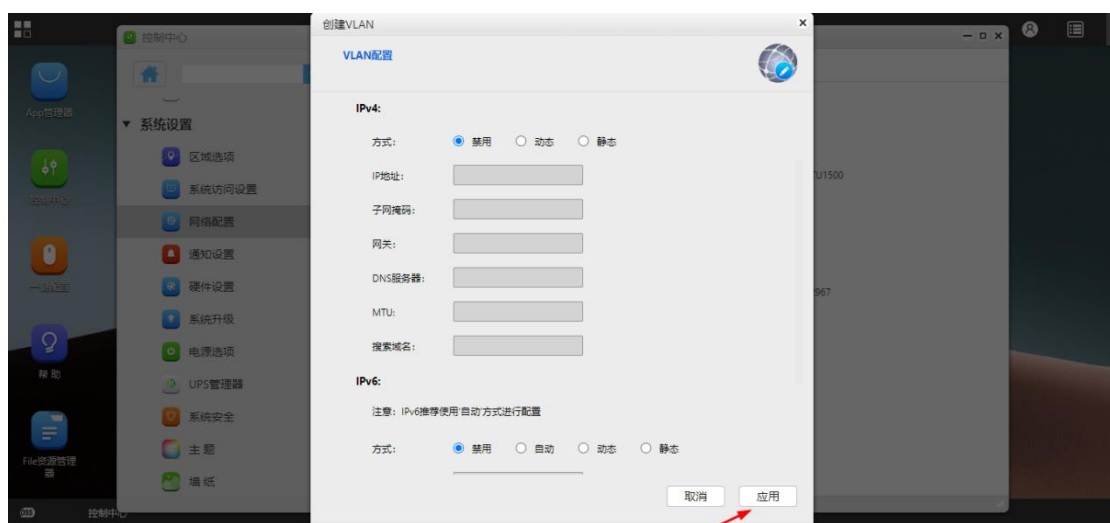 创建VLAN
×
控制中心
VLAN配置
App管理器
IPv4:
系统设置
方式: 禁用 动态 静态
区域选项
IP地址:
U1500
系统访问设置
控制中心
子网掩码:
网络配置
网关:
通知设置
DNS服务器:
一键配置
硬件设置
967
MTU:
系统升级
搜索域名:
电源选项
帮助
IPv6:
UPS管理器
注意: IPv6推荐使用'自动'方式进行配置
系统安全
方式: 禁用 自动 动态 静态
主题
File资源管理
器
墙纸
取消 应用
控制中心